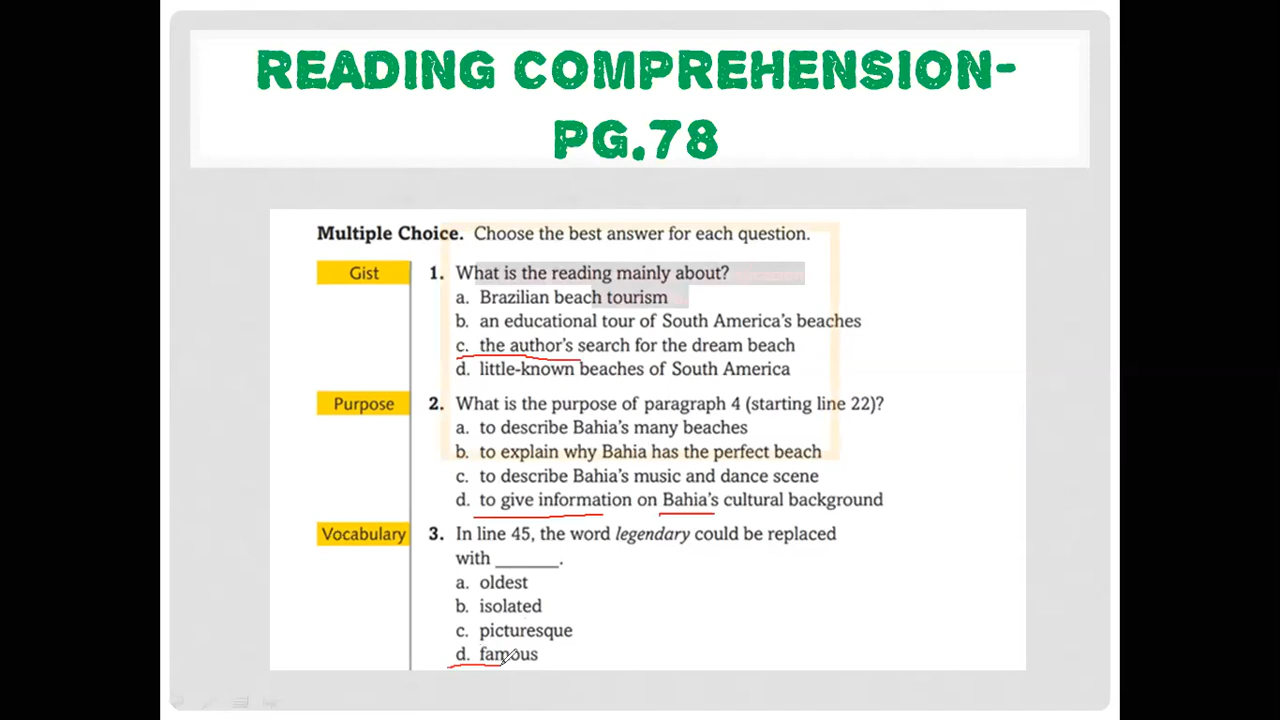 READING COMPREHENSION-
PG.78
Multiple Choice. Choose the best answer for each question.
Gist
1. What is the reading mainly about?
a. Brazilian beach tourism
b. an educational tour of South America's beaches
c. the author's search for the dream beach
d. little-known beaches of South America
Purpose
2. What is the purpose of paragraph 4 (starting line 22)?
a. to describe Bahia's many beaches
b. to explain why Bahia has the perfect beach
c. to describe Bahia's music and dance scene
d. to give information on Bahia's cultural background
Vocabulary
3. In line 45, the word legendary could be replaced
with ______.
a. oldest
b. isolated
c. picturesque
d. famous